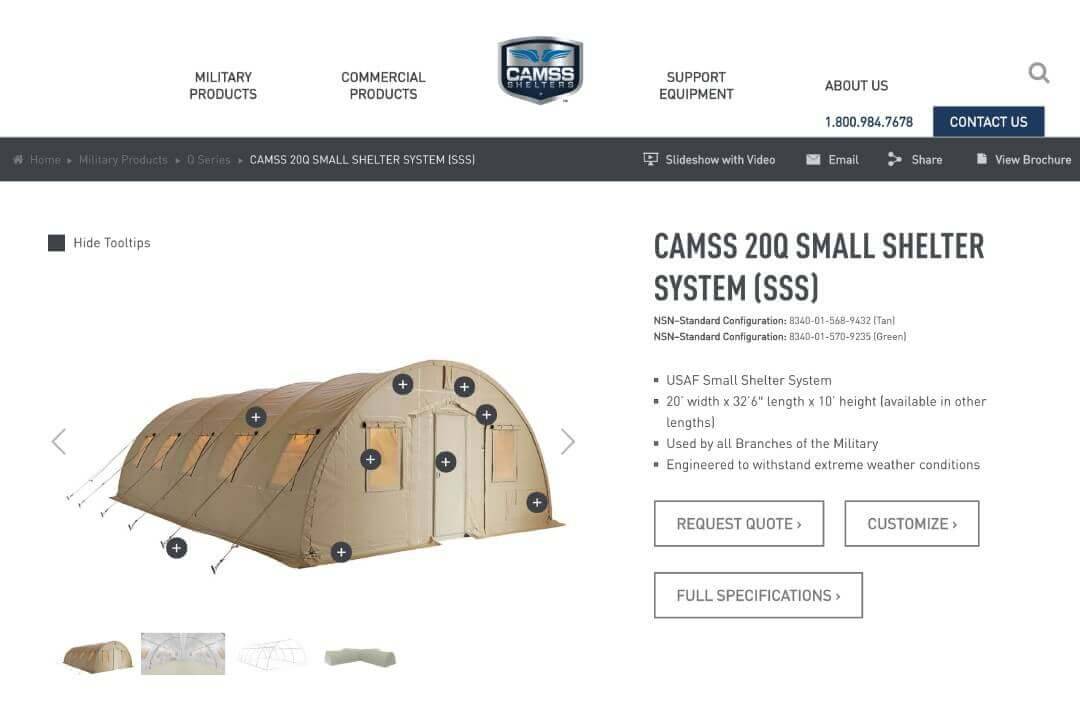 MILITARY
PRODUCTS
COMMERCIAL
PRODUCTS
CAMSS
SHELTERS
SUPPORT
EQUIPMENT
ABOUT US
1.800.984.7678
CONTACT US
Home ▸ Military Products ▸ Q Series ▸ CAMSS 20Q SMALL SHELTER SYSTEM (SSS)
Slideshow with Video
Email
Share
View Brochure
Hide Tooltips
CAMSS 20Q SMALL SHELTER
SYSTEM (SSS)
NSN–Standard Configuration: 8340-01-568-9432 (Tan)
NSN–Standard Configuration: 8340-01-570-9235 (Green)
USAF Small Shelter System
20' width x 32'6" length x 10' height (available in other
lengths)
Used by all Branches of the Military
Engineered to withstand extreme weather conditions
REQUEST QUOTE ›
CUSTOMIZE ›
FULL SPECIFICATIONS ›